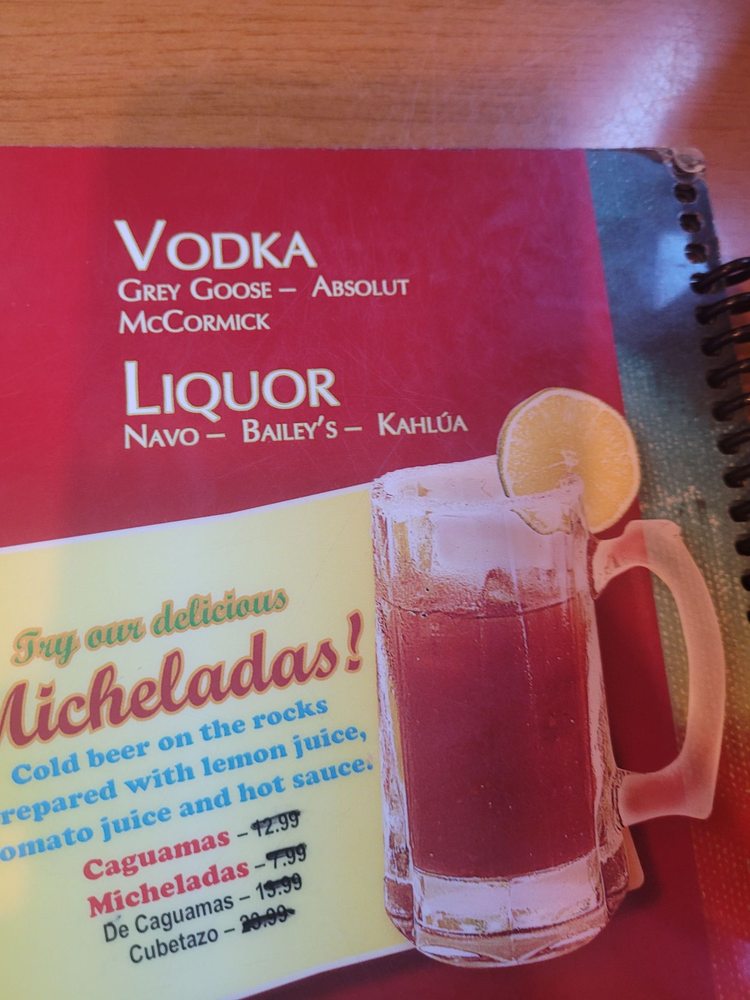 VODKA
GREY GOOSE – ABSOLUT
MCCORMICK
LIQUOR
NAVO – BAILEY'S – KAHLÚA
Try our delicious
Micheladas!
Cold beer on the rocks
repared with lemon juice,
omato juice and hot sauce.
Caguamas – 12.99
Micheladas – 7.99
De Caguamas – 13.99
Cubetazo –